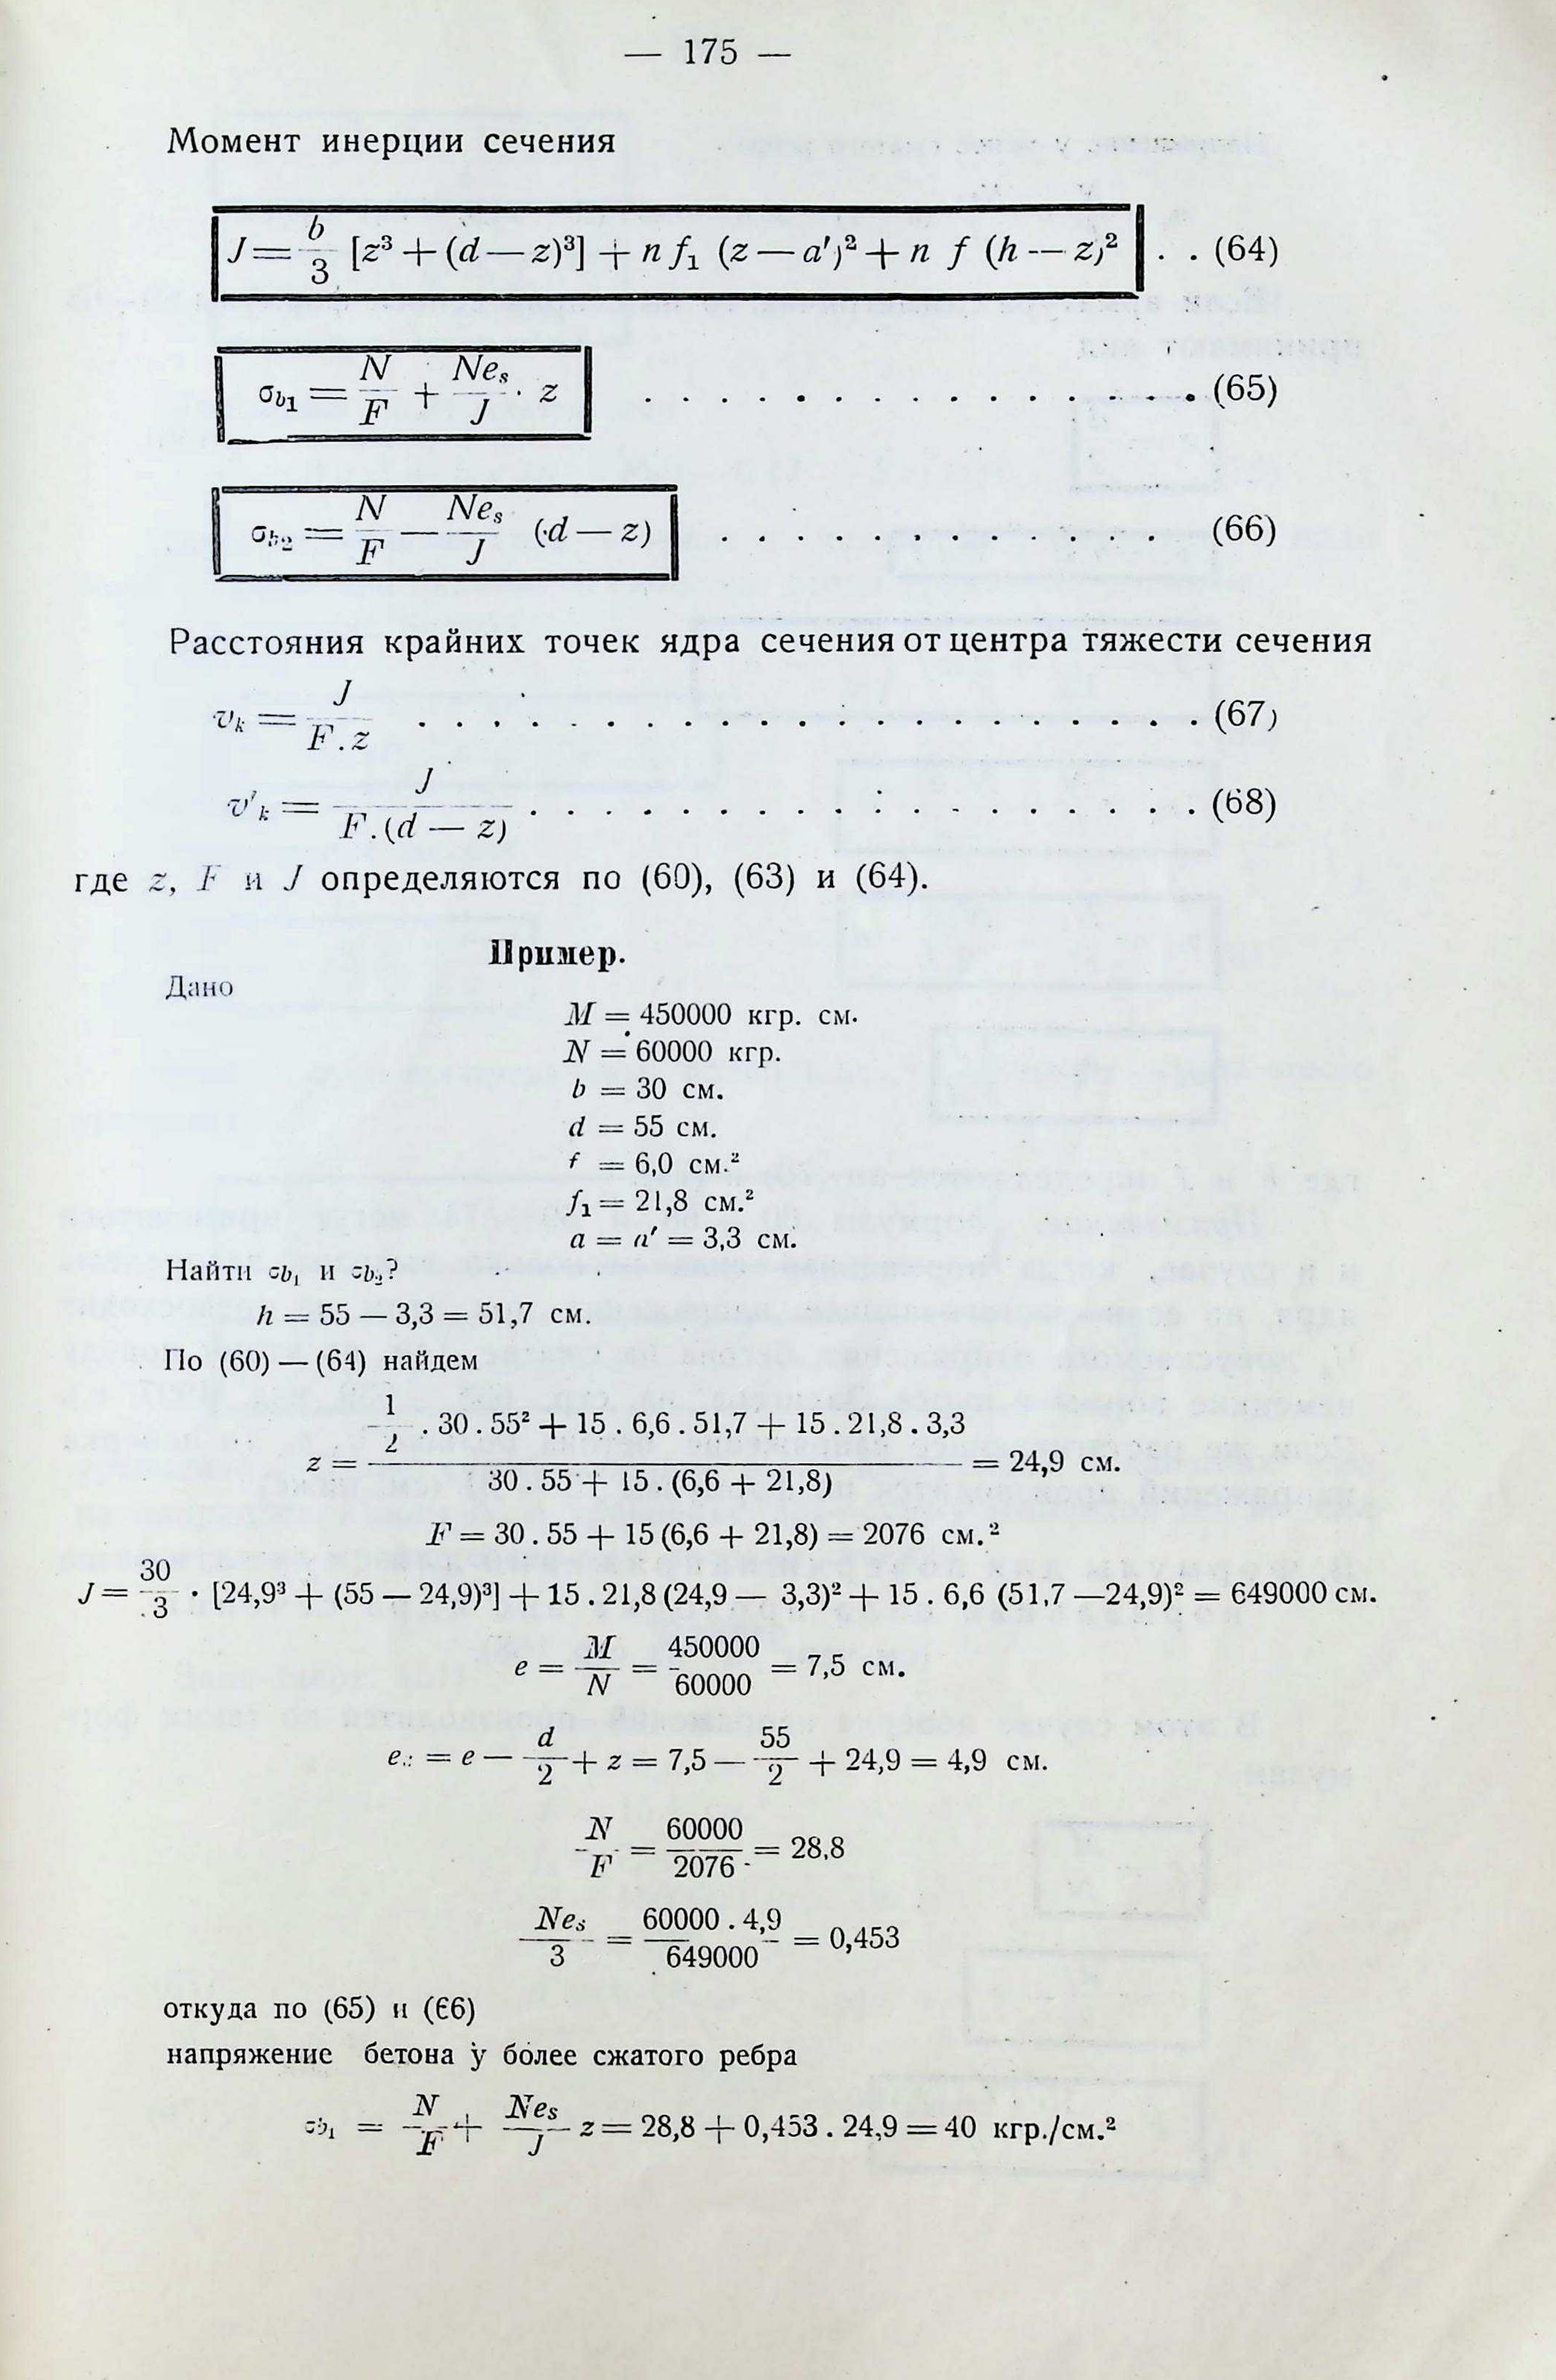 — 175 —
Момент инерции сечения
J = b/3 [z³ + (d — z)³] + n f₁ (z — a')² + n f (h — z)² . . (64)
σb₁ = N/F + Neₛ/J · z . . . . . . . . . . . . . . . (65)
σb₂ = N/F — Neₛ/J (d — z) . . . . . . . . . . . . (66)
Расстояния крайних точек ядра сечения от центра тяжести сечения
vₖ = J/F.z . . . . . . . . . . . . . . . . . . . . . (67)
v'ₖ = J/F.(d — z) . . . . . . . . . . . . . . . . . . (68)
где z, F и J определяются по (60), (63) и (64).
Пример.
Дано
M = 450000 кгр. см.
N = 60000 кгр.
b = 30 см.
d = 55 см.
f = 6,0 см.²
f₁ = 21,8 см.²
a = a' = 3,3 см.
Найти σb₁ и σb₂?
h = 55 — 3,3 = 51,7 см.
По (60) — (64) найдем
z = (1/2 . 30 . 55² + 15 . 6,6 . 51,7 + 15 . 21,8 . 3,3)/(30 . 55 + 15 . (6,6 + 21,8)) = 24,9 см.
F = 30 . 55 + 15 (6,6 + 21,8) = 2076 см.²
J = 30/3 · [24,9³ + (55 — 24,9)³] + 15 . 21,8 (24,9 — 3,3)² + 15 . 6,6 (51,7 — 24,9)² = 649000 см.
e = M/N = 450000/60000 = 7,5 см.
eₛ = e — d/2 + z = 7,5 — 55/2 + 24,9 = 4,9 см.
N/F = 60000/2076 = 28,8
Neₛ/3 = 60000 . 4,9/649000 = 0,453
откуда по (65) и (66)
напряжение бетона у более сжатого ребра
σb₁ = N/F + Neₛ/J z = 28,8 + 0,453 . 24,9 = 40 кгр./см.²